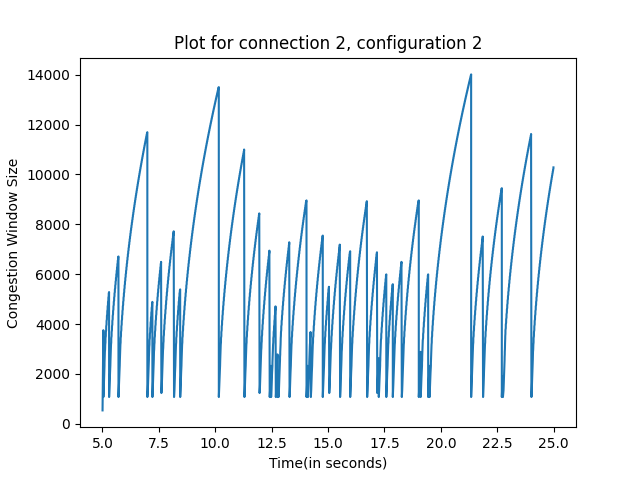 Plot for connection 2, configuration 2
14000
12000
10000
8000
6000
4000
2000
0
Congestion Window Size
5.0 7.5 10.0 12.5 15.0 17.5 20.0 22.5 25.0
Time(in seconds)